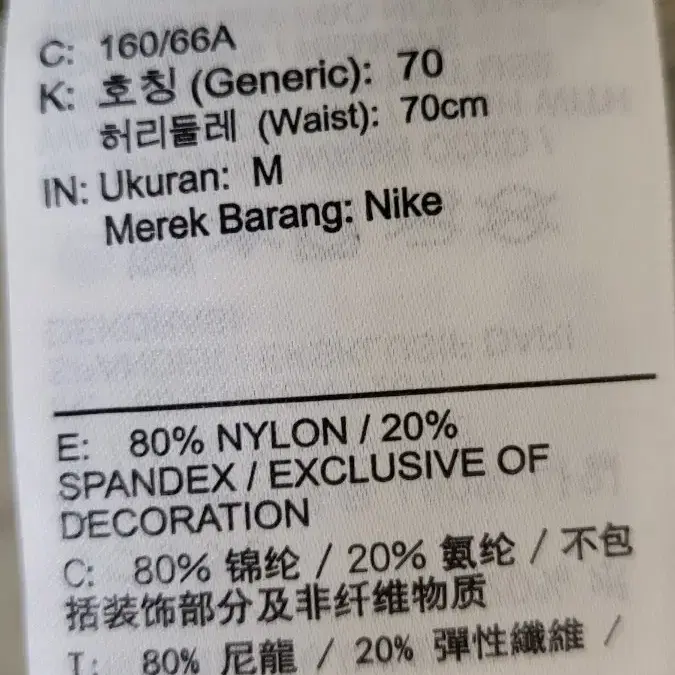 C: 160/66A
K: 호칭 (Generic): 70
허리둘레 (Waist): 70cm
IN: Ukuran: M
Merek Barang: Nike
E: 80% NYLON / 20%
SPANDEX / EXCLUSIVE OF
DECORATION
C: 80% 锦纶 / 20% 氨纶 / 不包
括装饰部分及非纤维物质
T: 80% 尼龍 / 20% 彈性纖維 /